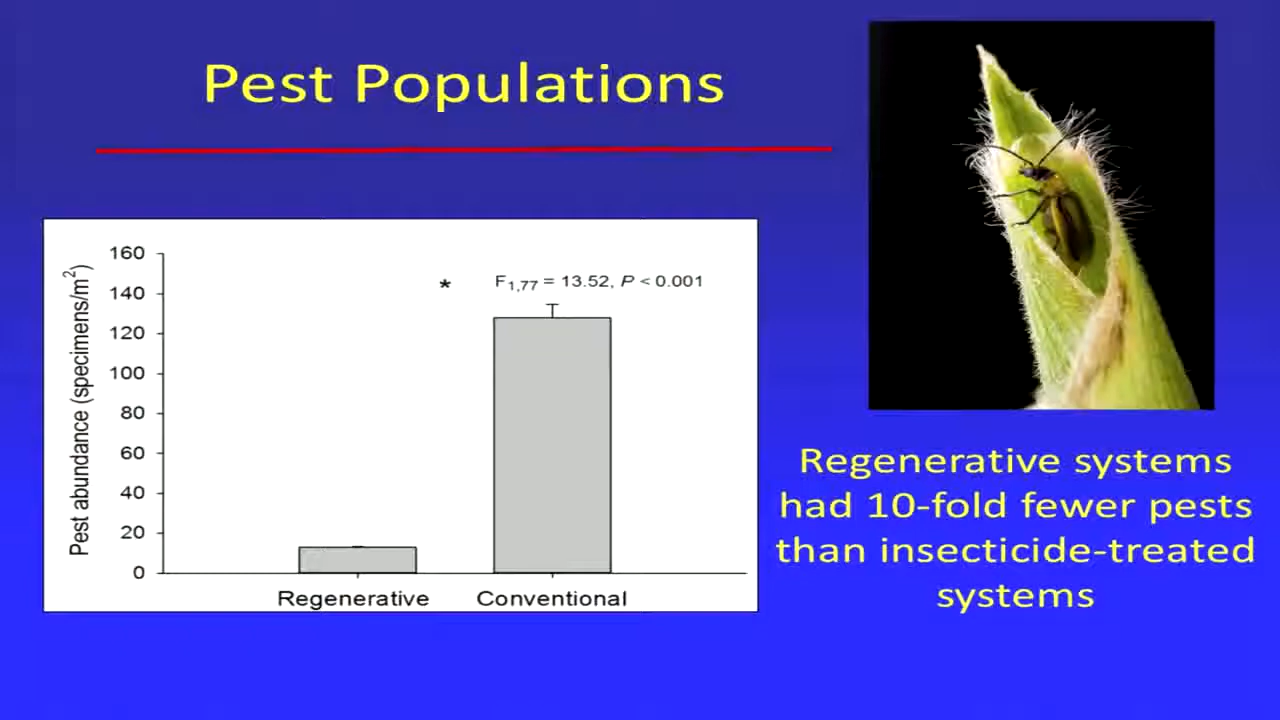 Pest Populations
Pest abundance (specimens/m²)
160
140
120
100
80
60
40
20
0
* F1,77 = 13.52, P < 0.001
Regenerative Conventional
Regenerative systems
had 10-fold fewer pests
than insecticide-treated
systems